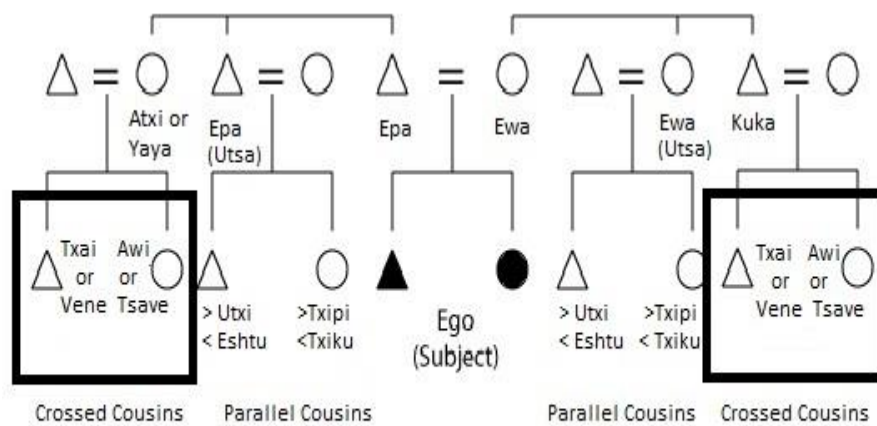 Atxi or
Yaya
Epa
(Utsa)
Epa
Ewa
Ewa
(Utsa)
Kuka
Txai
or
Vene
Awi
or
Tsave
> Utxi
< Eshtu
>Txipi
<Txiku
Ego
(Subject)
> Utxi
< Eshtu
>Txipi
< Txiku
Txai
or
Vene
Awi
or
Tsave
Crossed Cousins
Parallel Cousins
Parallel Cousins
Crossed Cousins